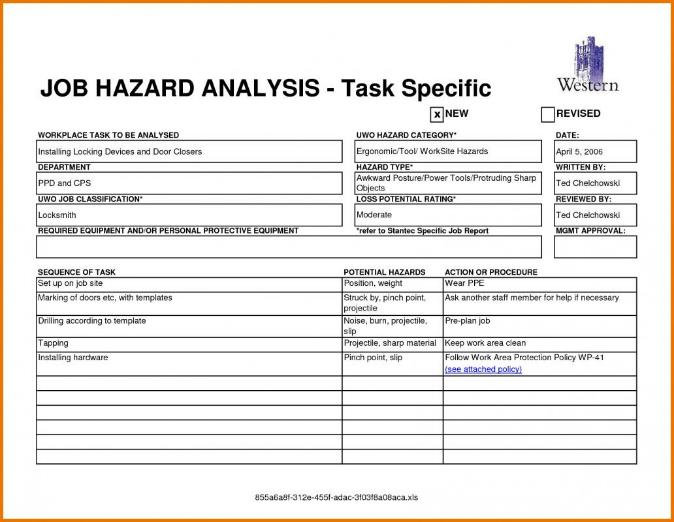 Western
JOB HAZARD ANALYSIS - Task Specific
x NEW REVISED
WORKPLACE TASK TO BE ANALYSED UWO HAZARD CATEGORY* DATE:
Installing Locking Devices and Door Closers Ergonomic/Tool/ WorkSite Hazards April 5, 2006
DEPARTMENT HAZARD TYPE* WRITTEN BY:
PPD and CPS Awkward Posture/Power Tools/Protruding Sharp Ted Chelchowski
Objects
UWO JOB CLASSIFICATION* LOSS POTENTIAL RATING* REVIEWED BY:
Locksmith Moderate Ted Chelchowski
REQUIRED EQUIPMENT AND/OR PERSONAL PROTECTIVE EQUIPMENT *refer to Stantec Specific Job Report MGMT APPROVAL:
SEQUENCE OF TASK POTENTIAL HAZARDS ACTION OR PROCEDURE
Set up on job site Position, weight Wear PPE
Marking of doors etc, with templates Struck by, pinch point, Ask another staff member for help if necessary
projectile
Drilling according to template Noise, burn, projectile, Pre-plan job
slip
Tapping Projectile, sharp material Keep work area clean
Installing hardware Pinch point, slip Follow Work Area Protection Policy WP-41
(see attached policy)
855a6a8f-312e-455f-adac-3f03f8a08aca.xls